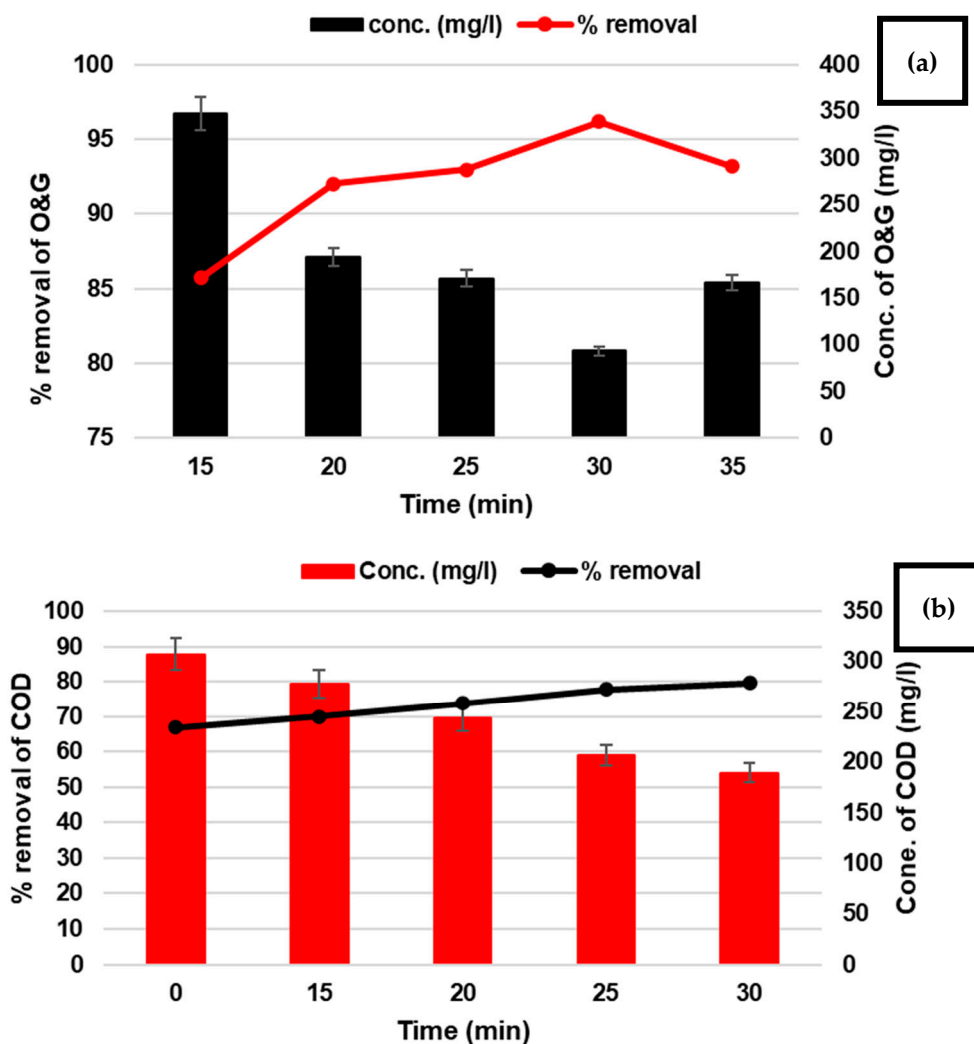 conc. (mg/l) % removal
(a)
100
95
90
85
80
75
% removal of O&G
400
350
300
250
200
150
100
50
0
Conc. of O&G (mg/l)
15 20 25 30 35
Time (min)
Conc. (mg/l) % removal
(b)
100
90
80
70
60
50
40
30
20
10
0
% removal of COD
350
300
250
200
150
100
50
0
Cone. of COD (mg/l)
0 15 20 25 30
Time (min)